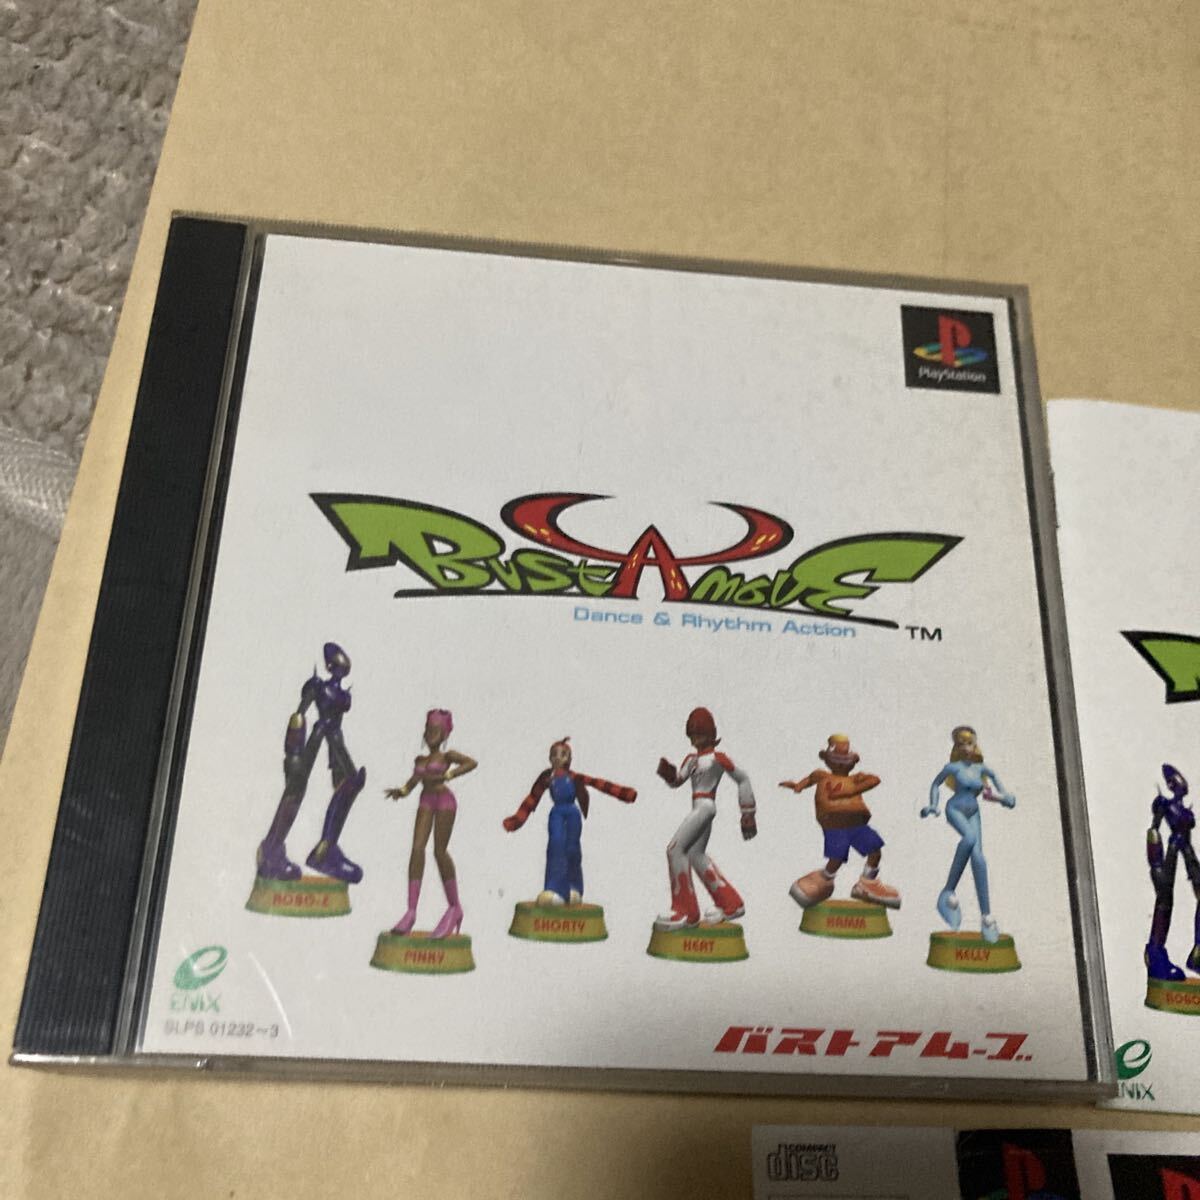 PlayStation
BUST A MOVE
Dance & Rhythm Action
TM
ROBO-Z
PINKY
SHORTY
HEAT
HAMM
KELLY
ENIX
SLPS 01232~3
バストアムーブ
ROBO
ENIX
COMPACT
disc